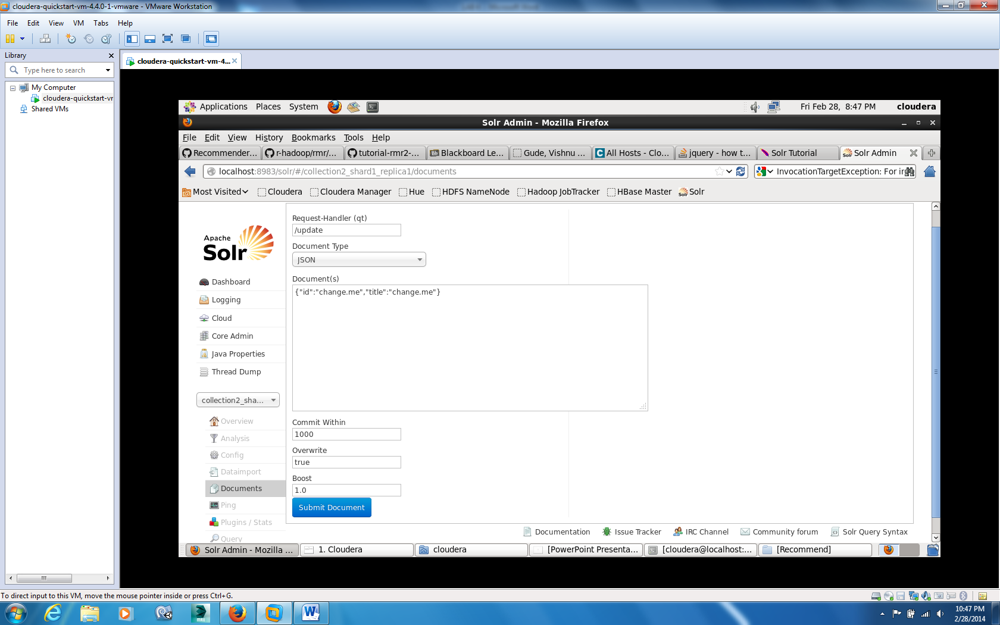 cloudera-quickstart-vm-4.4.0-1-vmware - VMware Workstation
File Edit View VM Tabs Help
Library
Type here to search
My Computer
cloudera-quickstart-vr
Shared VMs
cloudera-quickstart-vm-4...
Applications Places System Fri Feb 28, 8:47 PM cloudera
Solr Admin - Mozilla Firefox
File Edit View History Bookmarks Tools Help
Recommender... r-hadoop/rmr/... tutorial-rmr2-... Bb Blackboard Le... Gude, Vishnu ... C All Hosts - Clo... jquery - how t... Solr Tutorial Solr Solr Admin
localhost:8983/solr/#/collection2_shard1_replica1/documents InvocationTargetException: For in
Most Visited Cloudera Cloudera Manager Hue HDFS NameNode Hadoop JobTracker HBase Master Solr Solr
Apache
Solr
Dashboard
Logging
Cloud
Core Admin
Java Properties
Thread Dump
collection2_sha...
Overview
Analysis
Config
Dataimport
Documents
Ping
Plugins / Stats
Query
Request-Handler (qt)
/update
Document Type
JSON
Document(s)
{"id":"change.me","title":"change.me"}
Commit Within
1000
Overwrite
true
Boost
1.0
Submit Document
Documentation Issue Tracker IRC Channel Community forum Solr Query Syntax
Solr Admin - Mozilla ... 1. Cloudera cloudera [PowerPoint Presenta... [cloudera@localhost:... [Recommend]
To direct input to this VM, move the mouse pointer inside or press Ctrl+G.
MAX
10:47 PM
2/28/2014